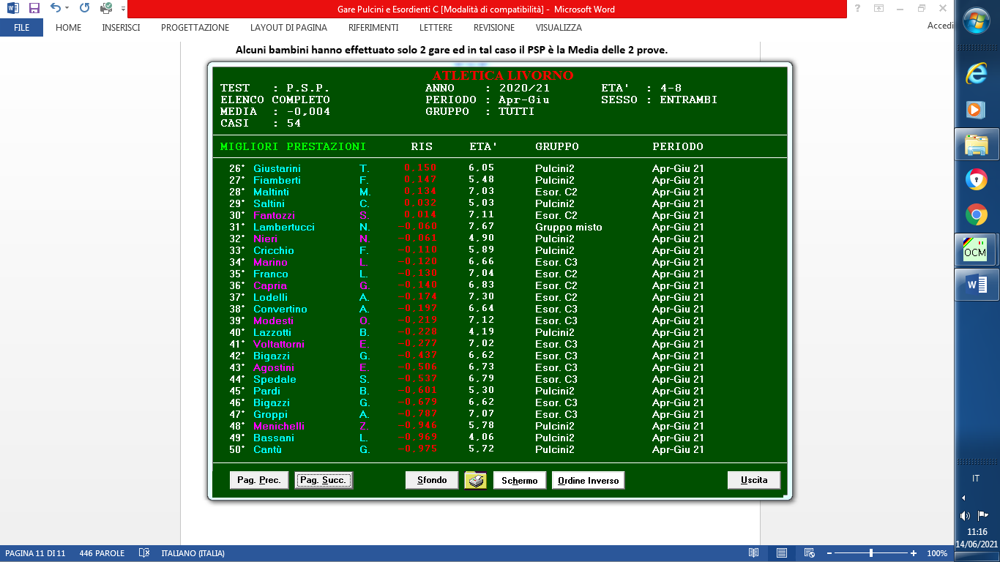 Gare Pulcini e Esordienti C [Modalità di compatibilità] - Microsoft Word
FILE HOME INSERISCI PROGETTAZIONE LAYOUT DI PAGINA RIFERIMENTI LETTERE REVISIONE VISUALIZZA Accedi
Alcuni bambini hanno effettuato solo 2 gare ed in tal caso il PSP è la Media delle 2 prove.
ATLETICA LIVORNO
TEST : P.S.P. ANNO : 2020/21 ETA' : 4-8
ELENCO COMPLETO PERIODO : Apr-Giu SESSO : ENTRAMBI
MEDIA : -0,004 GRUPPO : TUTTI
CASI : 54
MIGLIORI PRESTAZIONI RIS ETA' GRUPPO PERIODO
26° Giustarini T. 0,150 6,05 Pulcini2 Apr-Giu 21
27° Fiamberti F. 0,147 5,48 Pulcini2 Apr-Giu 21
28° Maltinti M. 0,134 7,03 Esor. C2 Apr-Giu 21
29° Saltini C. 0,032 5,03 Pulcini2 Apr-Giu 21
30° Fantozzi S. 0,014 7,11 Esor. C2 Apr-Giu 21
31° Lambertucci N. -0,060 7,67 Gruppo misto Apr-Giu 21
32° Nieri N. -0,061 4,90 Pulcini2 Apr-Giu 21
33° Cricchio F. -0,110 5,89 Pulcini2 Apr-Giu 21
34° Marino L. -0,120 6,66 Esor. C3 Apr-Giu 21
35° Franco L. -0,130 7,04 Esor. C2 Apr-Giu 21
36° Capria G. -0,140 6,83 Esor. C2 Apr-Giu 21
37° Lodelli A. -0,174 7,30 Esor. C2 Apr-Giu 21
38° Convertino A. -0,197 6,64 Esor. C3 Apr-Giu 21
39° Modesti O. -0,219 7,12 Esor. C3 Apr-Giu 21
40° Lazzotti B. -0,228 4,19 Pulcini2 Apr-Giu 21
41° Voltattorni E. -0,277 7,02 Esor. C3 Apr-Giu 21
42° Bigazzi G. -0,437 6,62 Esor. C3 Apr-Giu 21
43° Agostini E. -0,506 6,73 Esor. C3 Apr-Giu 21
44° Spedale S. -0,537 6,79 Esor. C3 Apr-Giu 21
45° Pardi B. -0,601 5,30 Pulcini2 Apr-Giu 21
46° Bigazzi G. -0,679 6,62 Esor. C3 Apr-Giu 21
47° Groppi A. -0,787 7,07 Esor. C3 Apr-Giu 21
48° Menichelli Z. -0,946 5,78 Pulcini2 Apr-Giu 21
49° Bassani L. -0,969 4,06 Pulcini2 Apr-Giu 21
50° Cantù G. -0,975 5,72 Pulcini2 Apr-Giu 21
Pag. Prec. Pag. Succ. Sfondo Schermo Ordine Inverso Uscita
OCM
IT
11:16
14/06/2021
PAGINA 11 DI 11 446 PAROLE ITALIANO (ITALIA) 100%